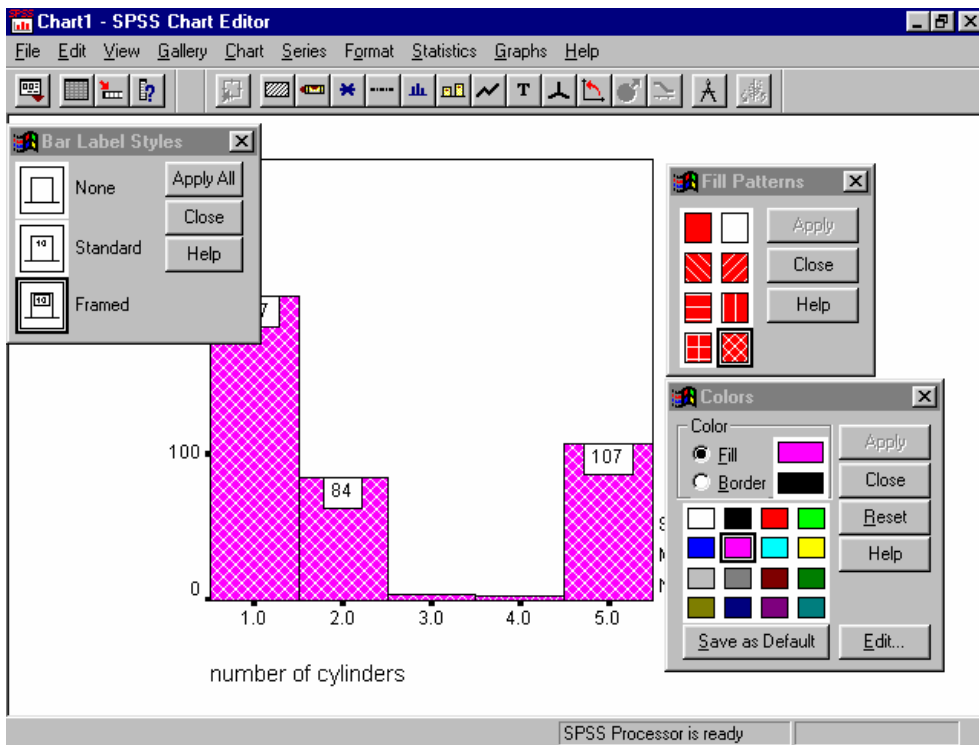 Chart1 - SPSS Chart Editor
File Edit View Gallery Chart Series Format Statistics Graphs Help
Bar Label Styles
None
Apply All
Close
10
Standard
Help
10
Framed
Fill Patterns
Apply
Close
Help
Colors
Color
Fill
Border
Apply
Close
Reset
Help
Save as Default
Edit...
7
100
84
107
0
1.0 2.0 3.0 4.0 5.0
number of cylinders
SPSS Processor is ready